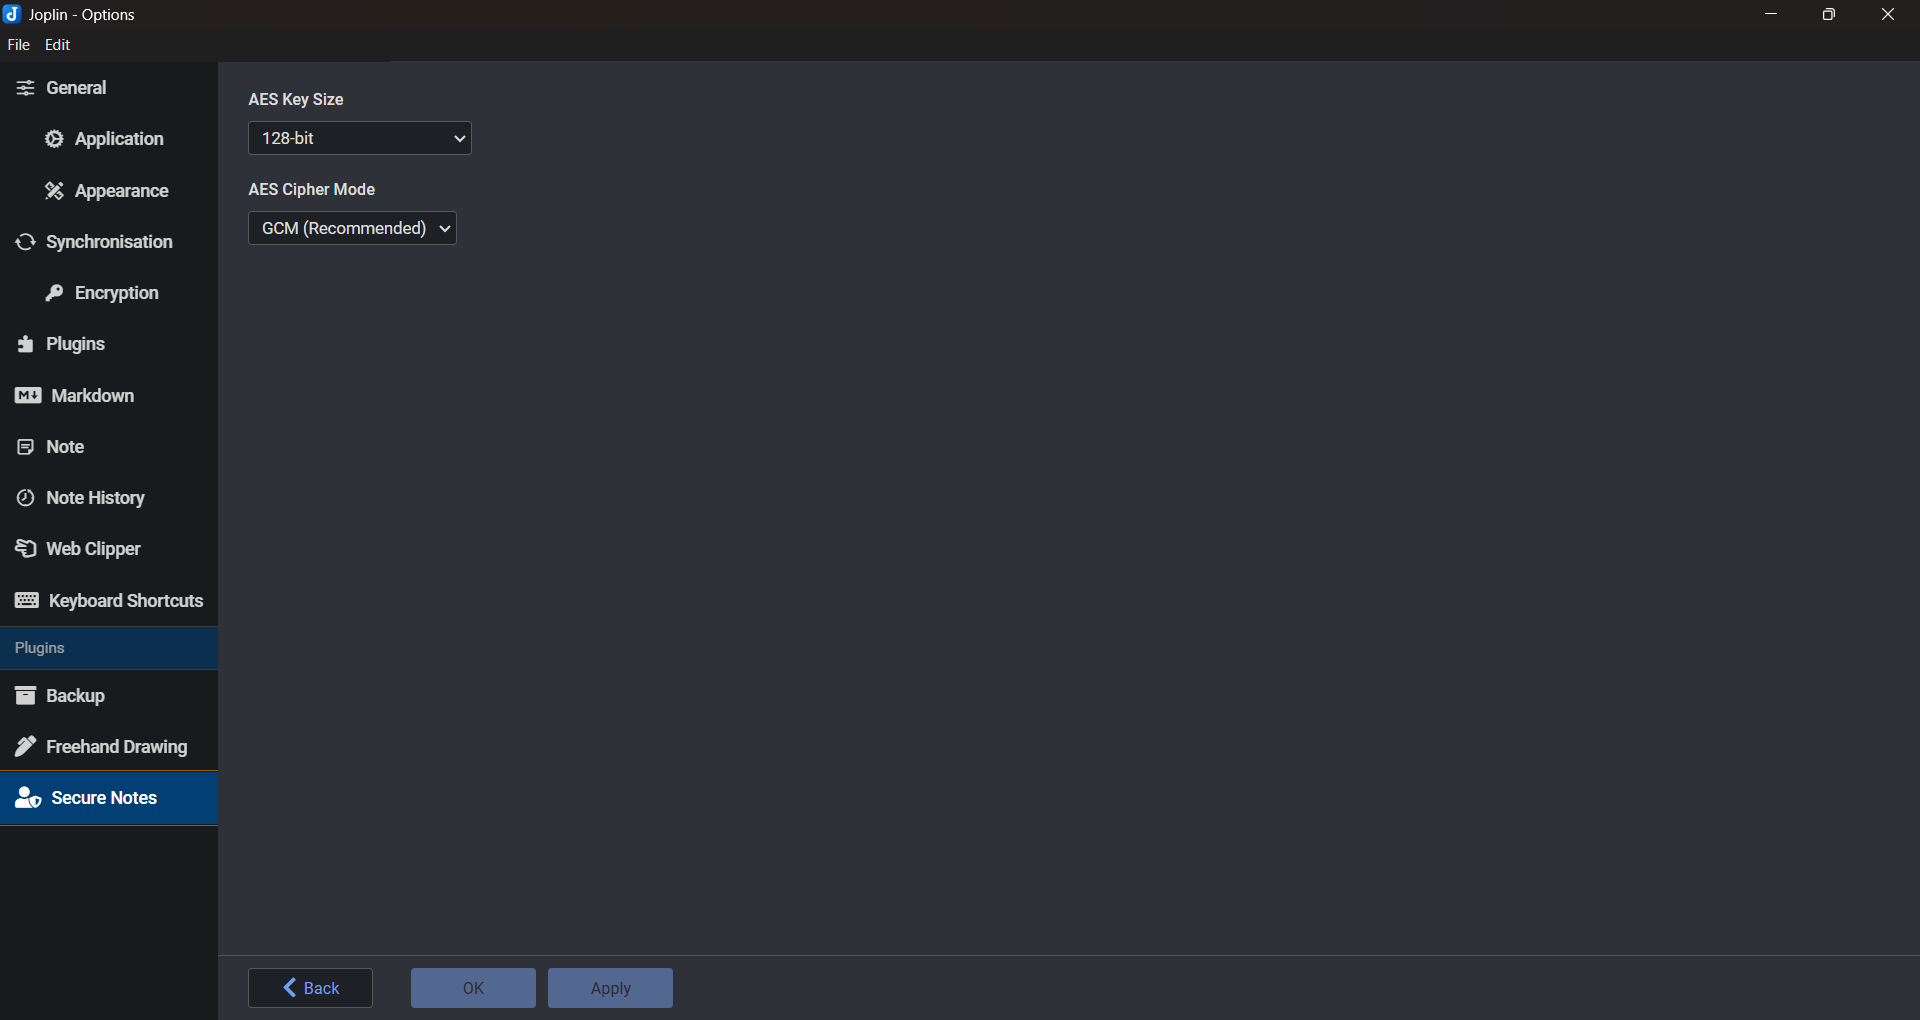 Joplin - Options
File Edit
General
Application
Appearance
Synchronisation
Encryption
Plugins
Markdown
Note
Note History
Web Clipper
Keyboard Shortcuts
Plugins
Backup
Freehand Drawing
Secure Notes
AES Key Size
128-bit
AES Cipher Mode
GCM (Recommended)
Back OK Apply